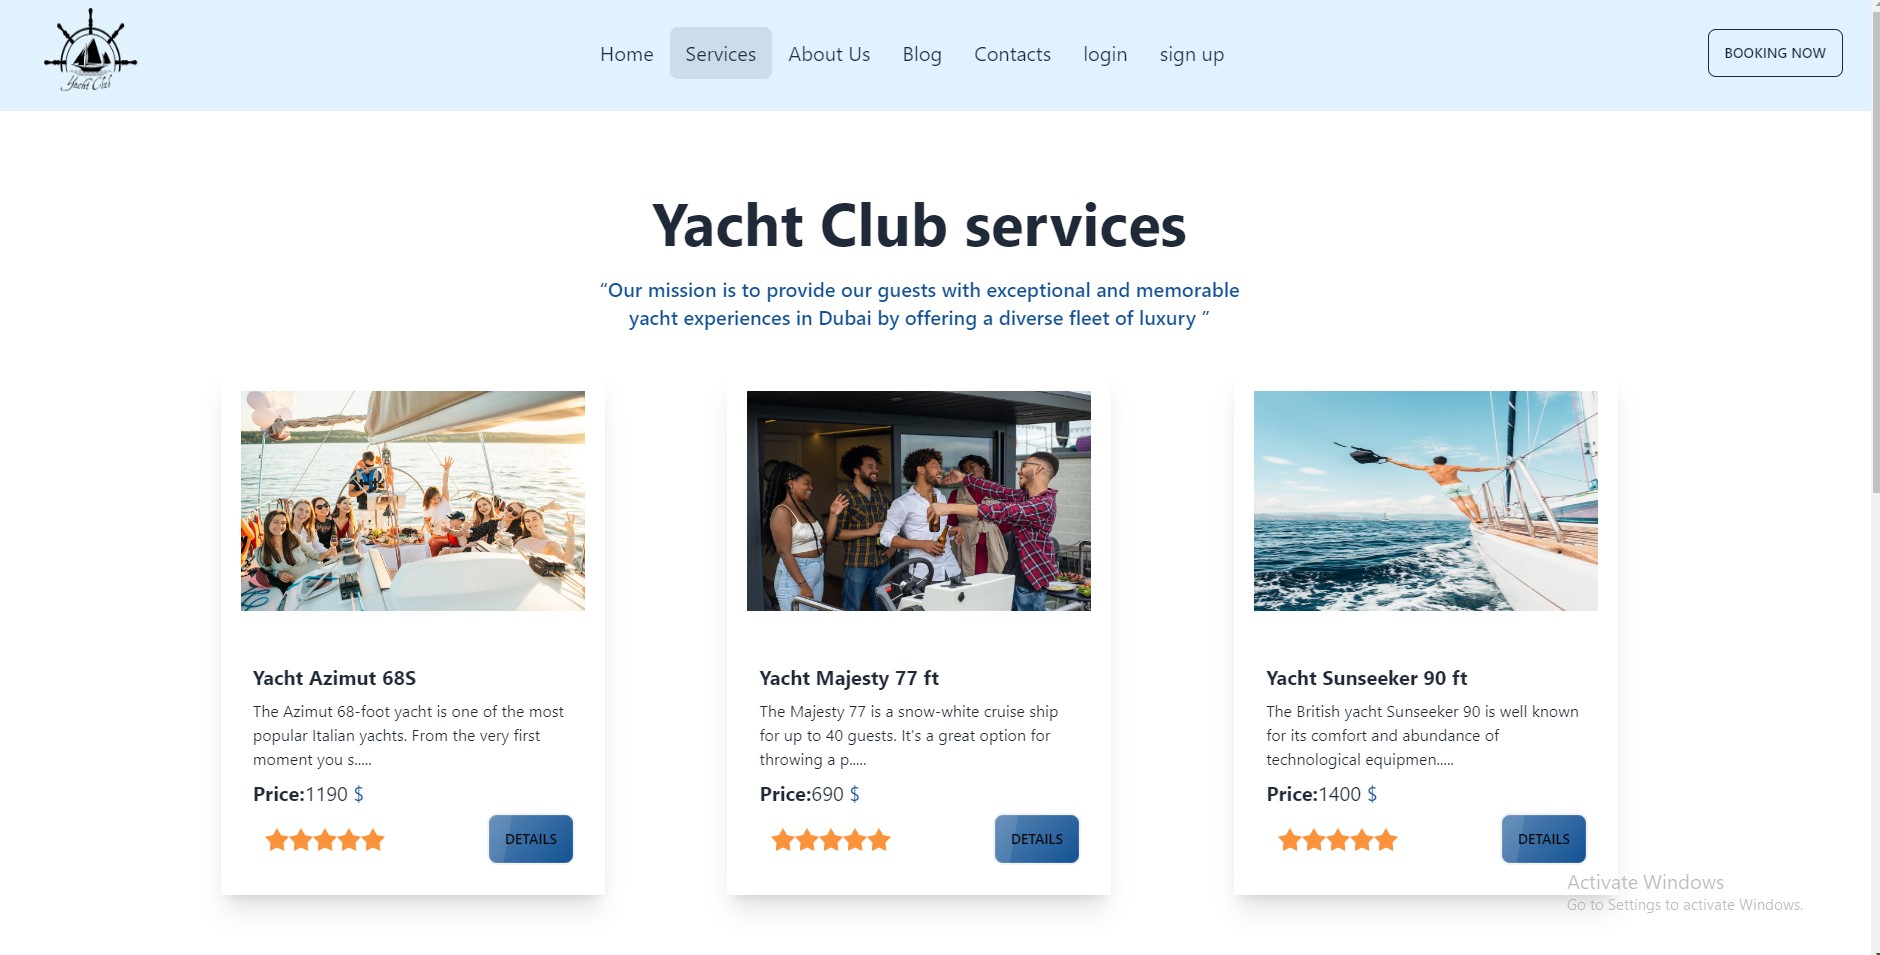 Yacht Club
Home Services About Us Blog Contacts login sign up
BOOKING NOW
Yacht Club services
“Our mission is to provide our guests with exceptional and memorable
yacht experiences in Dubai by offering a diverse fleet of luxury ”
Yacht Azimut 68S
The Azimut 68-foot yacht is one of the most
popular Italian yachts. From the very first
moment you s.....
Price:1190 $
DETAILS
Yacht Majesty 77 ft
The Majesty 77 is a snow-white cruise ship
for up to 40 guests. It's a great option for
throwing a p.....
Price:690 $
DETAILS
Yacht Sunseeker 90 ft
The British yacht Sunseeker 90 is well known
for its comfort and abundance of
technological equipmen.....
Price:1400 $
DETAILS
Activate Windows
Go to Settings to activate Windows.